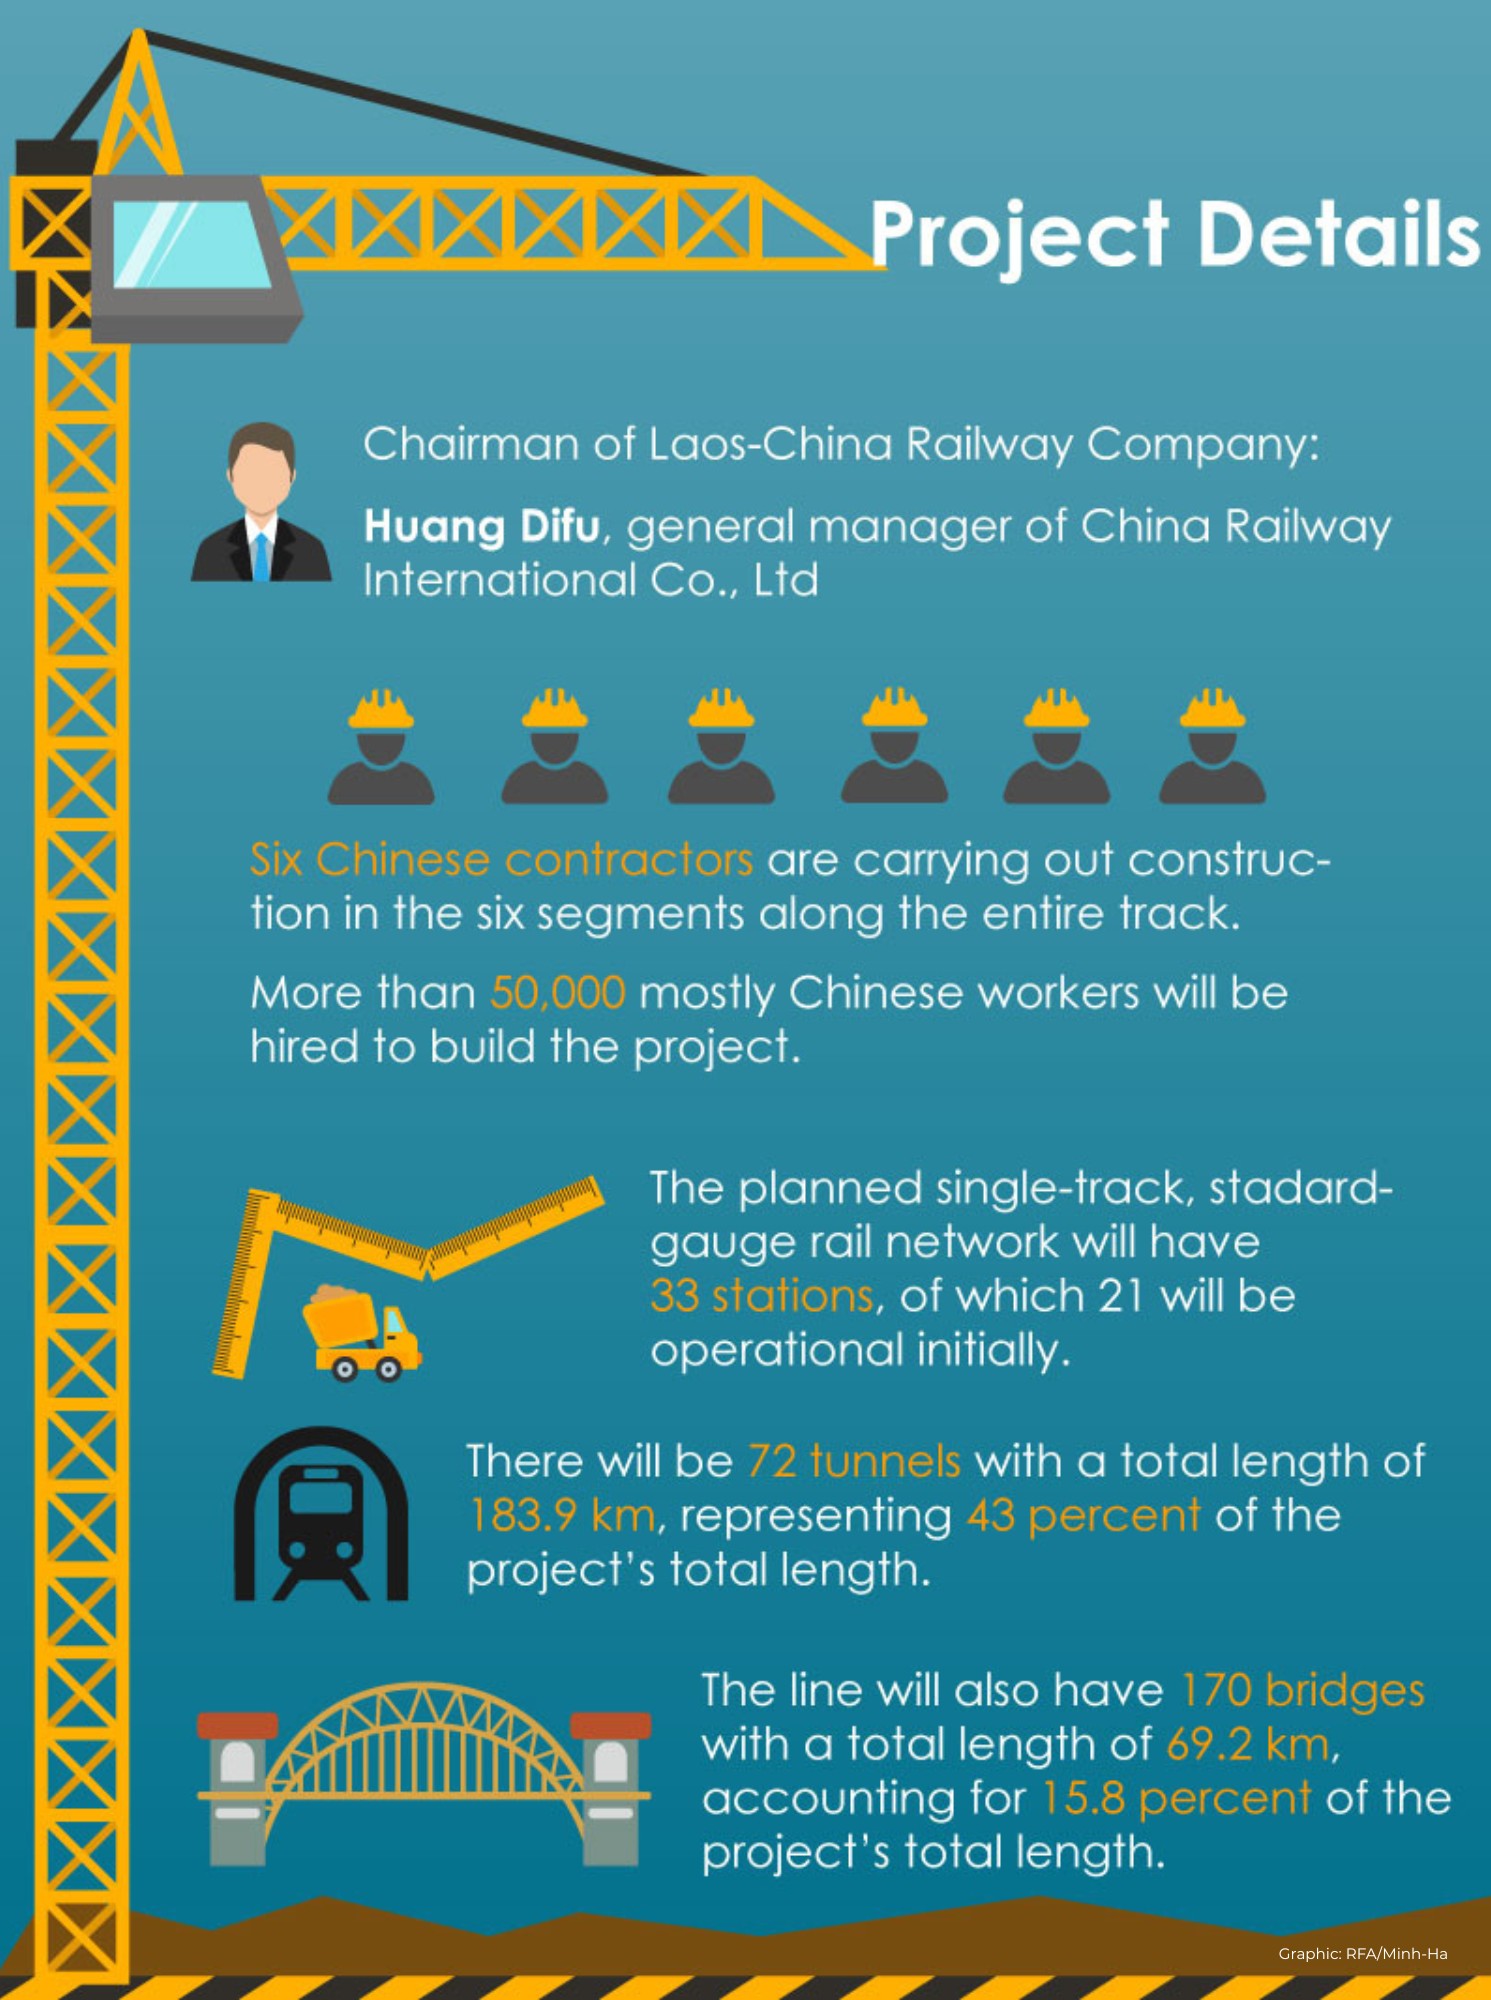 Project Details
Chairman of Laos-China Railway Company:
Huang Difu, general manager of China Railway
International Co., Ltd
Six Chinese contractors are carrying out construc-
tion in the six segments along the entire track.
More than 50,000 mostly Chinese workers will be
hired to build the project.
The planned single-track, stadard-
gauge rail network will have
33 stations, of which 21 will be
operational initially.
There will be 72 tunnels with a total length of
183.9 km, representing 43 percent of the
project's total length.
The line will also have 170 bridges
with a total length of 69.2 km,
accounting for 15.8 percent of the
project's total length.
Graphic: RFA/Minh-Ha